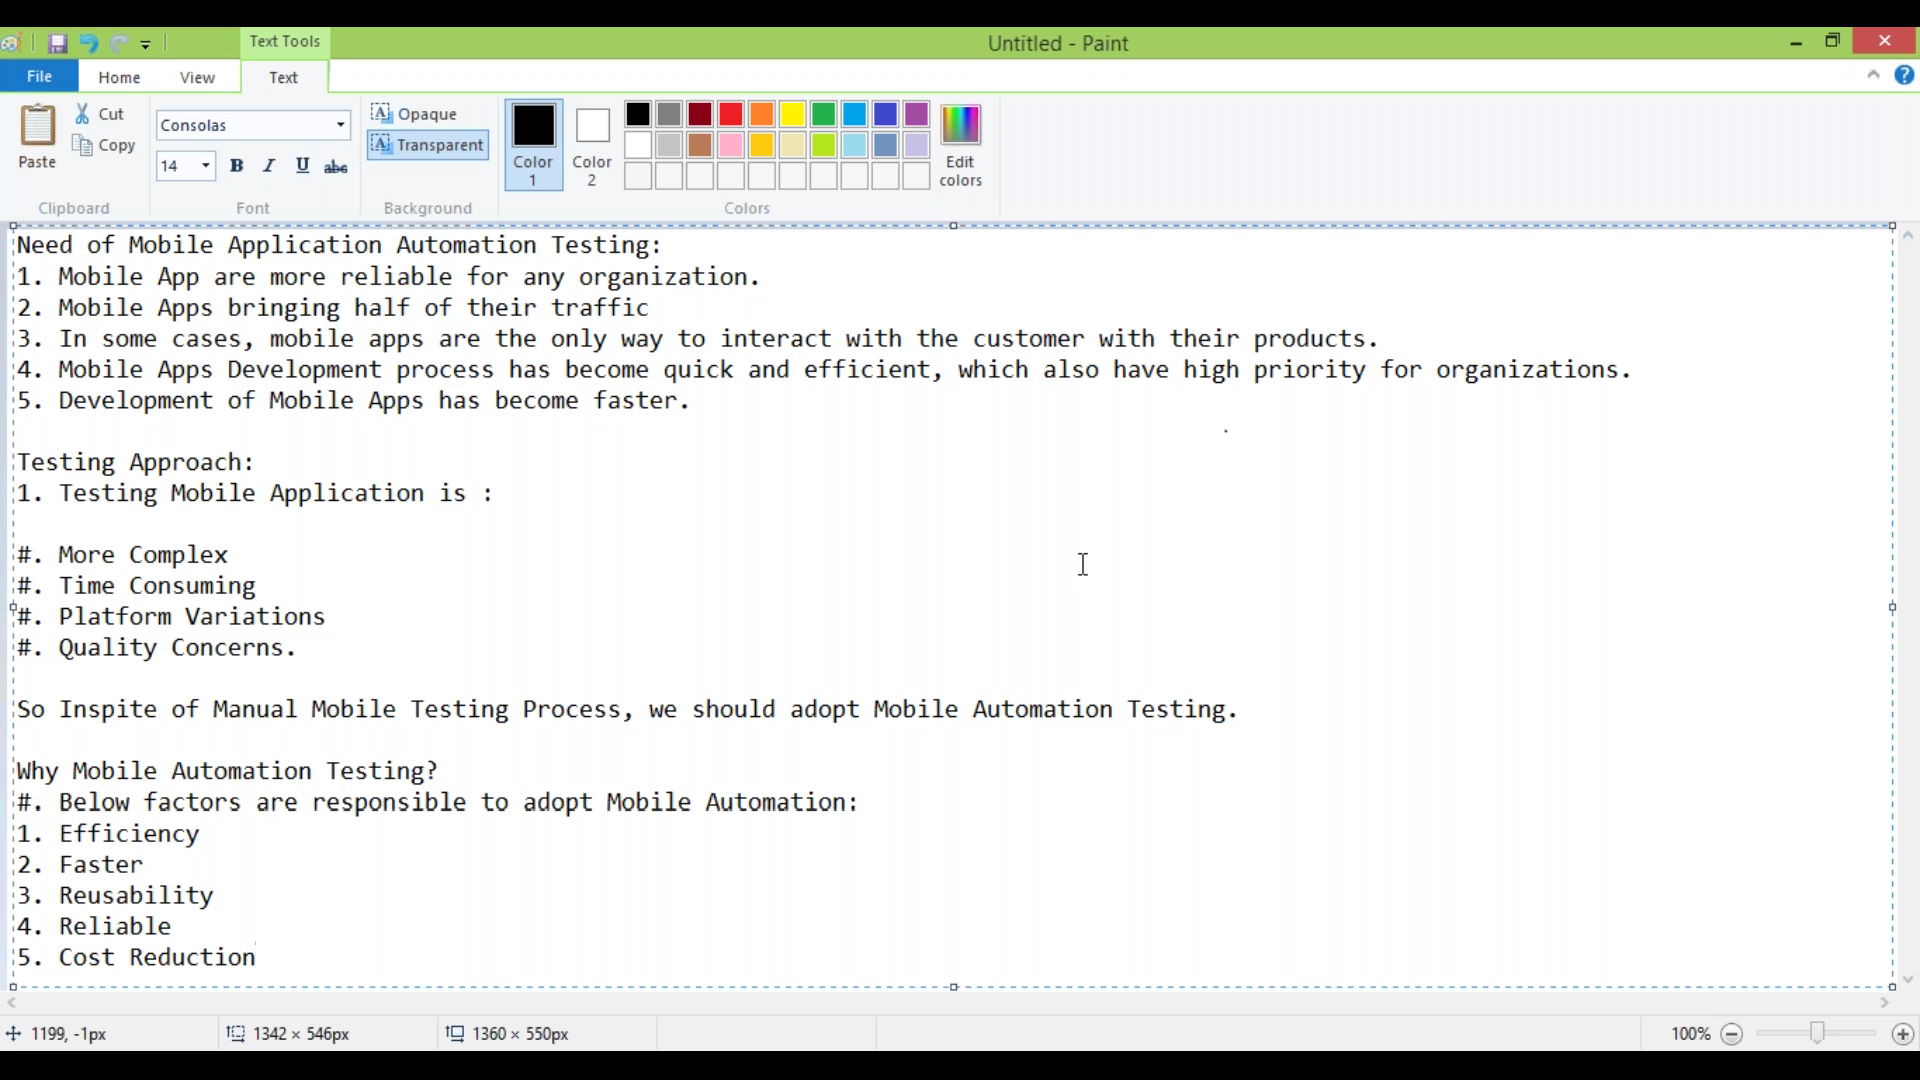 Text Tools
Untitled - Paint
File Home View Text
Paste
Cut
Copy
Clipboard
Consolas
14 B I U abc
Font
Opaque
Transparent
Background
Color 1
Color 2
Edit colors
Colors
Need of Mobile Application Automation Testing:
1. Mobile App are more reliable for any organization.
2. Mobile Apps bringing half of their traffic
3. In some cases, mobile apps are the only way to interact with the customer with their products.
4. Mobile Apps Development process has become quick and efficient, which also have high priority for organizations.
5. Development of Mobile Apps has become faster.
Testing Approach:
1. Testing Mobile Application is :
#. More Complex
#. Time Consuming
#. Platform Variations
#. Quality Concerns.
So Inspite of Manual Mobile Testing Process, we should adopt Mobile Automation Testing.
Why Mobile Automation Testing?
#. Below factors are responsible to adopt Mobile Automation:
1. Efficiency
2. Faster
3. Reusability
4. Reliable
5. Cost Reduction
1199, -1px 1342 × 546px 1360 × 550px 100%